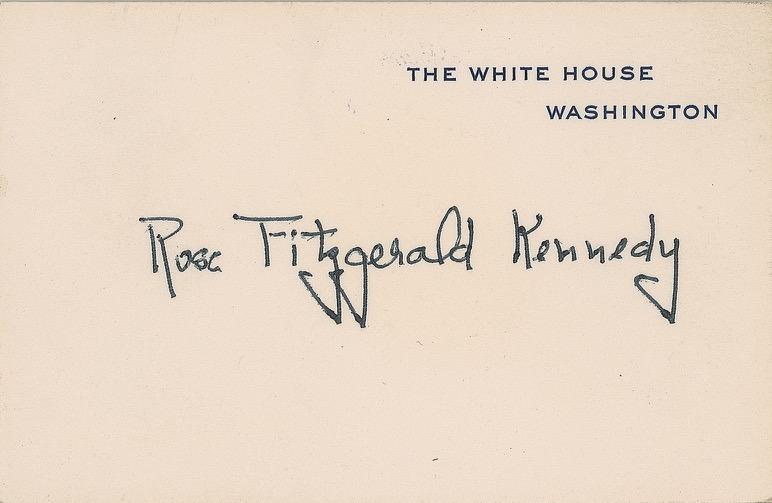 THE WHITE HOUSE
WASHINGTON
Rose Fitzgerald Kennedy